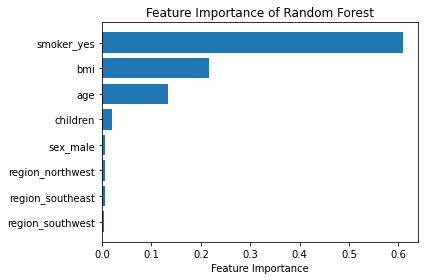 Feature Importance of Random Forest
smoker_yes
bmi
age
children
sex_male
region_northwest
region_southeast
region_southwest
0.0 0.1 0.2 0.3 0.4 0.5 0.6
Feature Importance